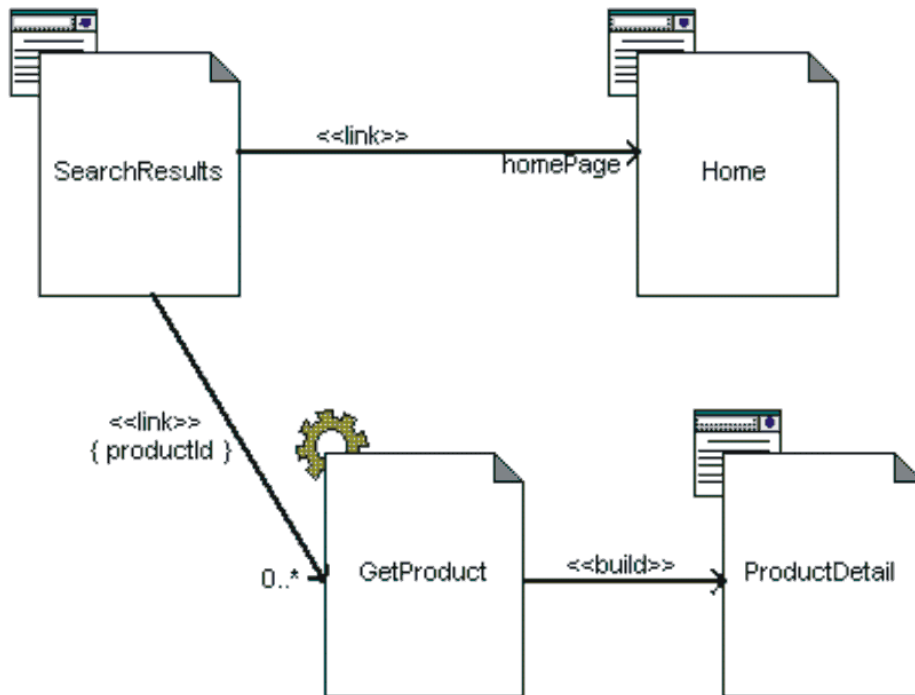 <<link>>
homePage
SearchResults
Home
<<link>>
{ productId }
0..*
GetProduct
<<build>>
ProductDetail